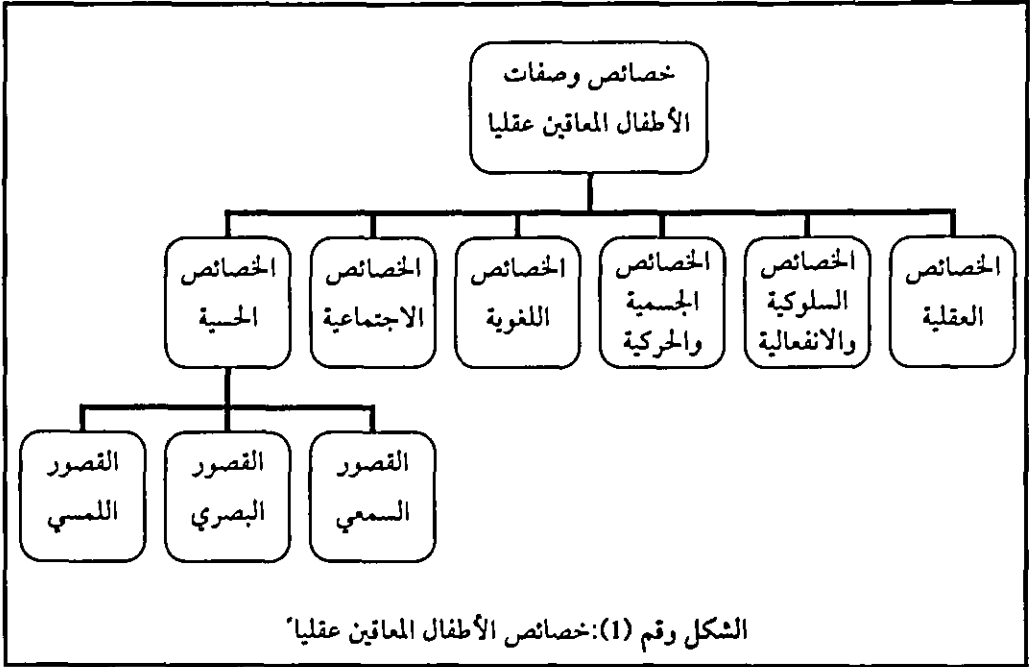 خصائص وصفات
الأطفال المعاقين عقليا
الخصائص
العقلية
الخصائص
السلوكية
والانفعالية
الخصائص
الجسمية
والحركية
الخصائص
اللغوية
الخصائص
الاجتماعية
الخصائص
الحسية
القصور
السمعي
القصور
البصري
القصور
اللمسي
الشكل وقم (1):خصائص الأطفال المعاقين عقلياً